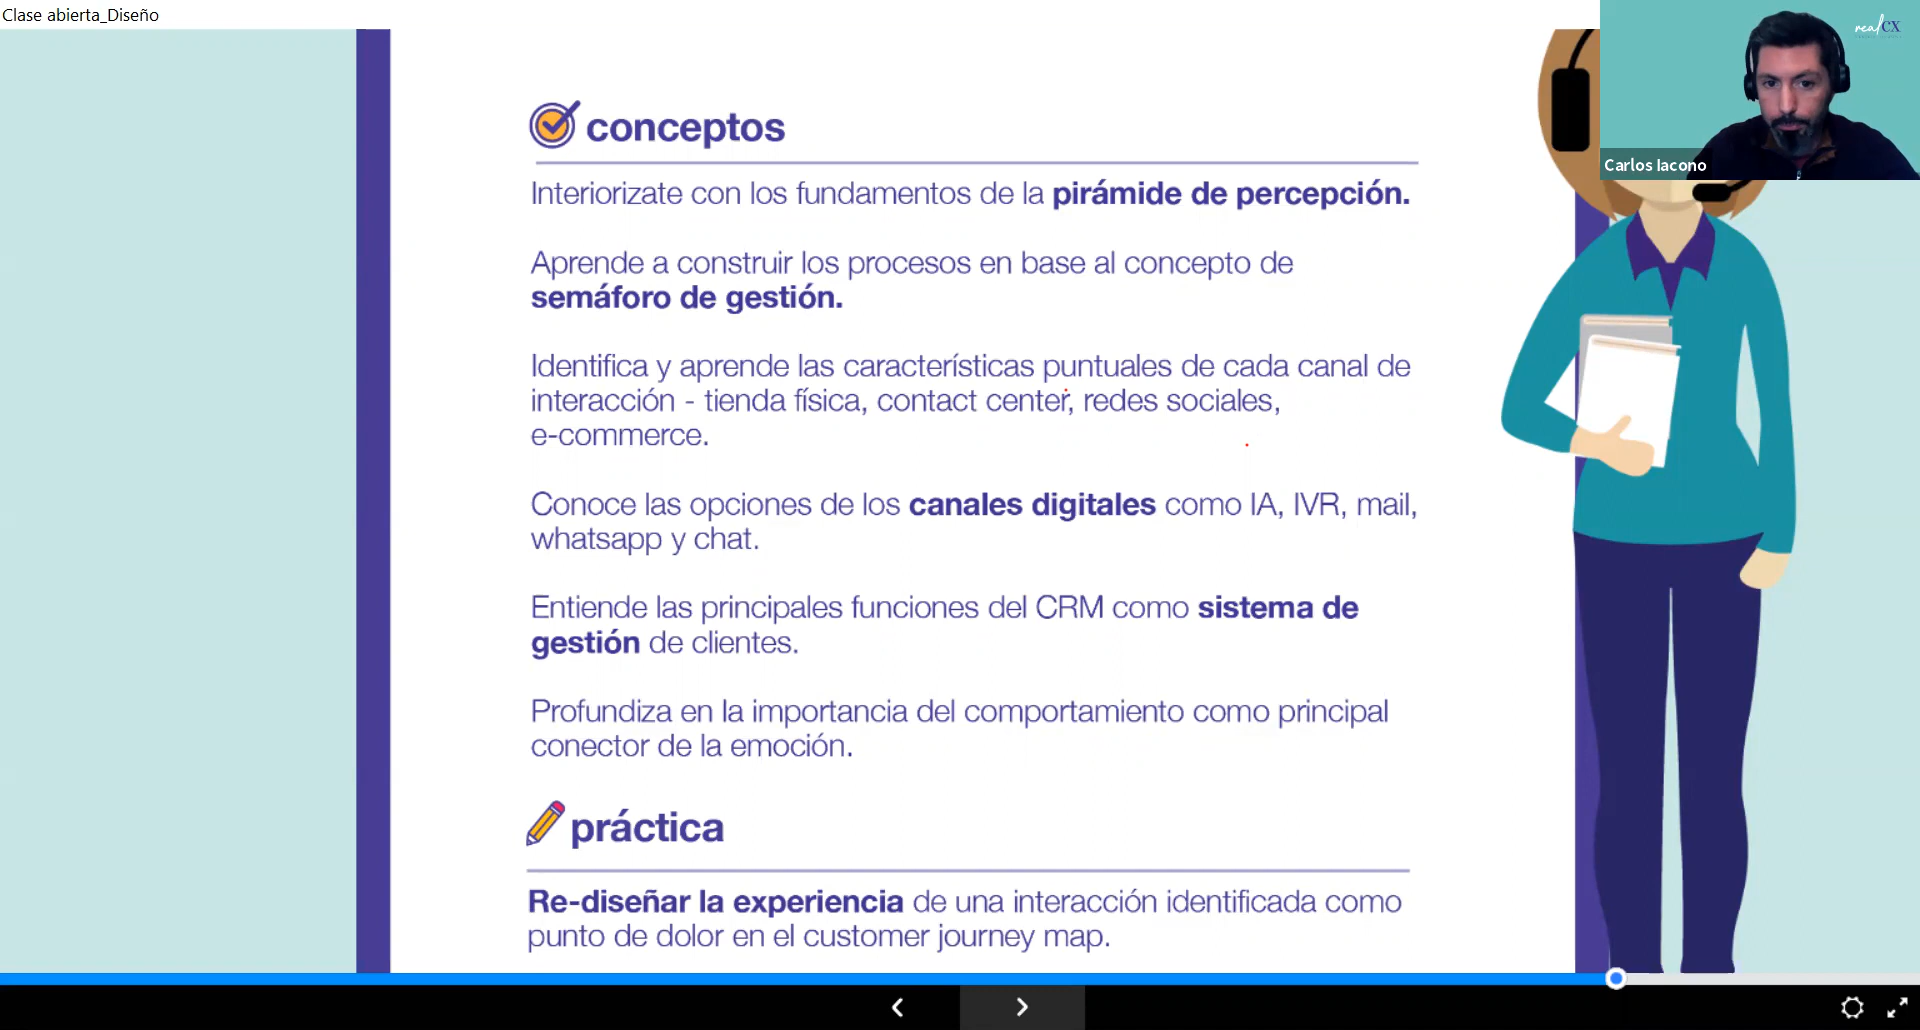 Clase abierta_Diseño
real CX
Carlos Iacono
conceptos
Interiorizate con los fundamentos de la pirámide de percepción.
Aprende a construir los procesos en base al concepto de
semáforo de gestión.
Identifica y aprende las características puntuales de cada canal de
interacción - tienda física, contact center, redes sociales,
e-commerce.
Conoce las opciones de los canales digitales como IA, IVR, mail,
whatsapp y chat.
Entiende las principales funciones del CRM como sistema de
gestión de clientes.
Profundiza en la importancia del comportamiento como principal
conector de la emoción.
práctica
Re-diseñar la experiencia de una interacción identificada como
punto de dolor en el customer journey map.